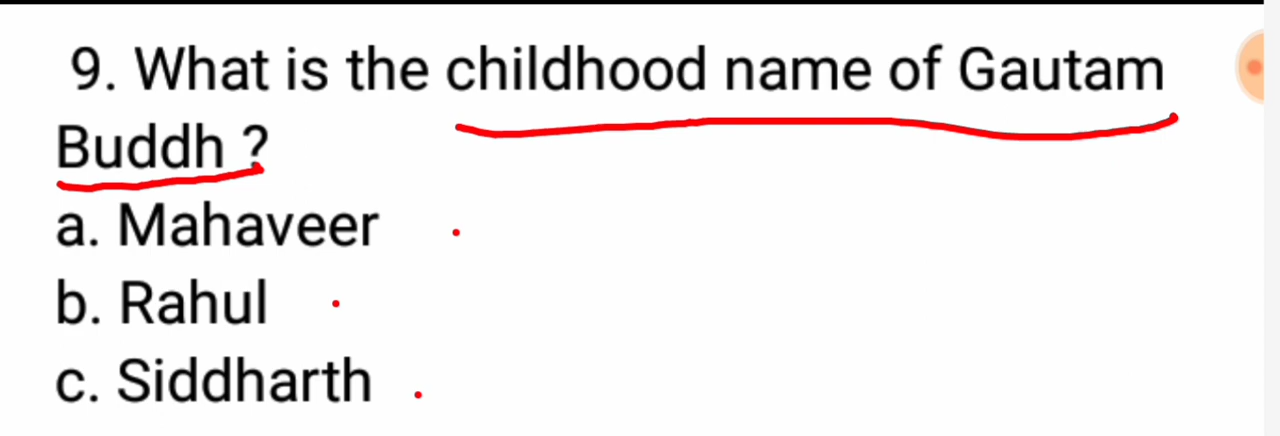 9. What is the childhood name of Gautam
Buddh ?
a. Mahaveer
b. Rahul
c. Siddharth